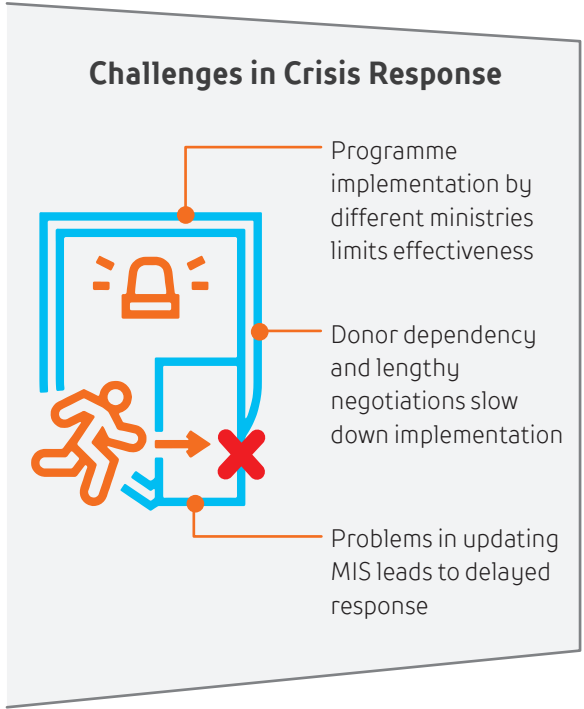 Challenges in Crisis Response
Programme
implementation by
different ministries
limits effectiveness
Donor dependency
and lengthy
negotiations slow
down implementation
Problems in updating
MIS leads to delayed
response